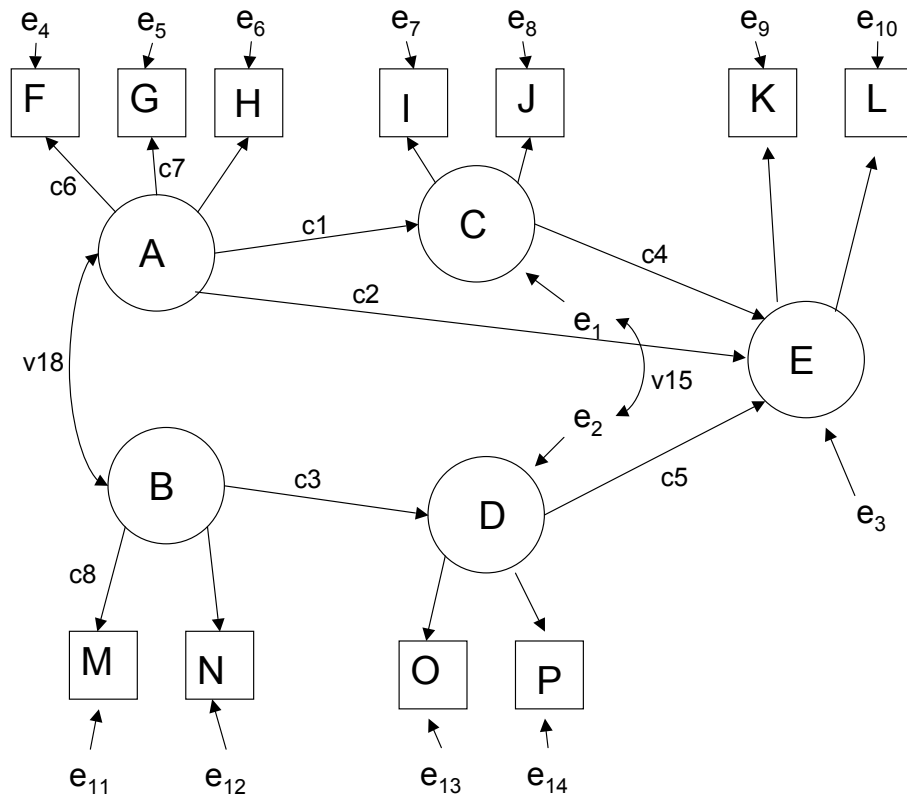 e4 e5 e6 e7 e8 e9 e10
F G H I J K L
c6 c7
A c1 C c4
c2
e1
v18 v15 E
e2
B c3 D c5
e3
c8
M N O P
e11 e12 e13 e14